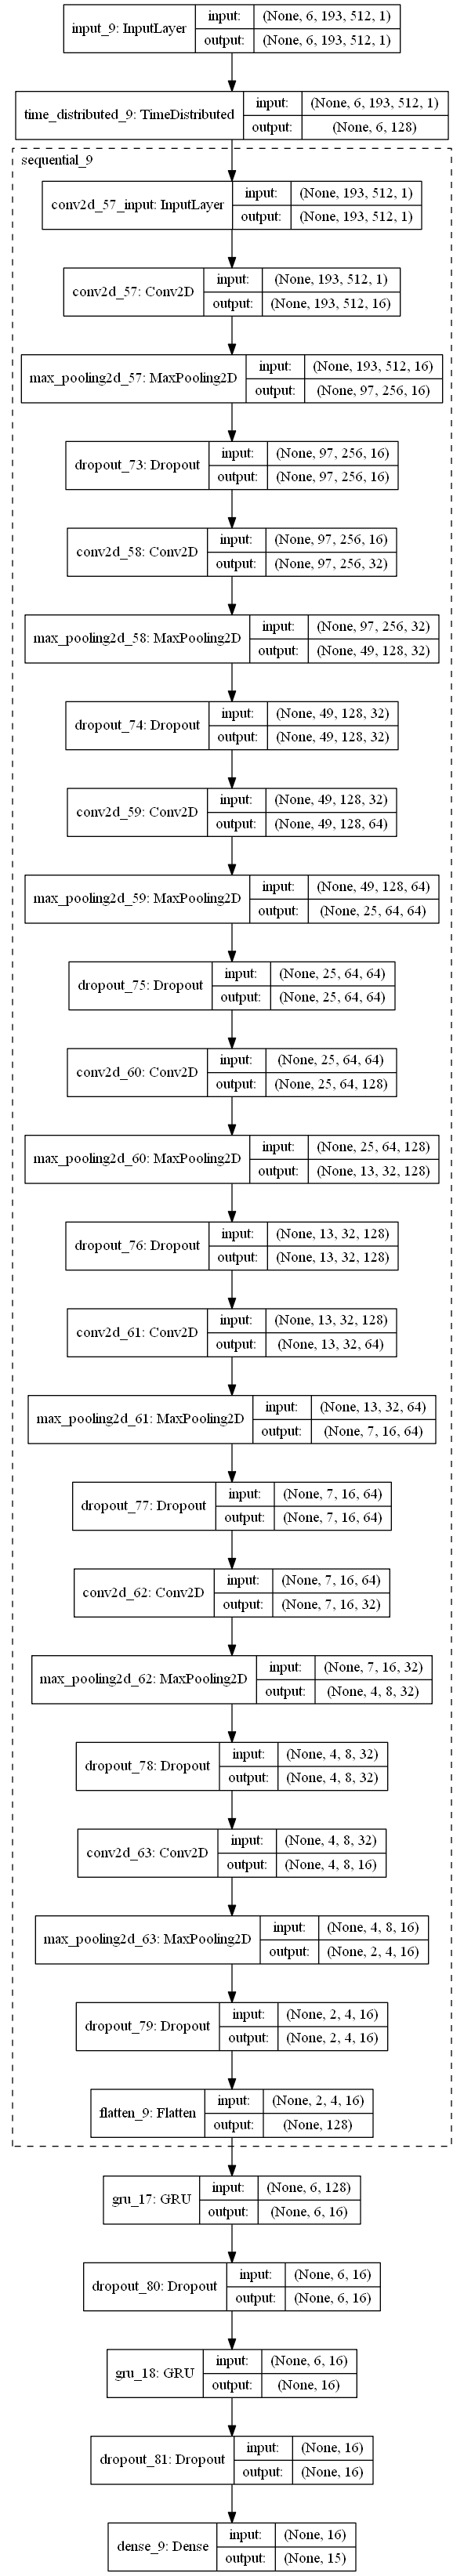 input_9: InputLayer
input: (None, 6, 193, 512, 1)
output: (None, 6, 193, 512, 1)
time_distributed_9: TimeDistributed
input: (None, 6, 193, 512, 1)
output: (None, 6, 128)
sequential_9
conv2d_57_input: InputLayer
input: (None, 193, 512, 1)
output: (None, 193, 512, 1)
conv2d_57: Conv2D
input: (None, 193, 512, 1)
output: (None, 193, 512, 16)
max_pooling2d_57: MaxPooling2D
input: (None, 193, 512, 16)
output: (None, 97, 256, 16)
dropout_73: Dropout
input: (None, 97, 256, 16)
output: (None, 97, 256, 16)
conv2d_58: Conv2D
input: (None, 97, 256, 16)
output: (None, 97, 256, 32)
max_pooling2d_58: MaxPooling2D
input: (None, 97, 256, 32)
output: (None, 49, 128, 32)
dropout_74: Dropout
input: (None, 49, 128, 32)
output: (None, 49, 128, 32)
conv2d_59: Conv2D
input: (None, 49, 128, 32)
output: (None, 49, 128, 64)
max_pooling2d_59: MaxPooling2D
input: (None, 49, 128, 64)
output: (None, 25, 64, 64)
dropout_75: Dropout
input: (None, 25, 64, 64)
output: (None, 25, 64, 64)
conv2d_60: Conv2D
input: (None, 25, 64, 64)
output: (None, 25, 64, 128)
max_pooling2d_60: MaxPooling2D
input: (None, 25, 64, 128)
output: (None, 13, 32, 128)
dropout_76: Dropout
input: (None, 13, 32, 128)
output: (None, 13, 32, 128)
conv2d_61: Conv2D
input: (None, 13, 32, 128)
output: (None, 13, 32, 64)
max_pooling2d_61: MaxPooling2D
input: (None, 13, 32, 64)
output: (None, 7, 16, 64)
dropout_77: Dropout
input: (None, 7, 16, 64)
output: (None, 7, 16, 64)
conv2d_62: Conv2D
input: (None, 7, 16, 64)
output: (None, 7, 16, 32)
max_pooling2d_62: MaxPooling2D
input: (None, 7, 16, 32)
output: (None, 4, 8, 32)
dropout_78: Dropout
input: (None, 4, 8, 32)
output: (None, 4, 8, 32)
conv2d_63: Conv2D
input: (None, 4, 8, 32)
output: (None, 4, 8, 16)
max_pooling2d_63: MaxPooling2D
input: (None, 4, 8, 16)
output: (None, 2, 4, 16)
dropout_79: Dropout
input: (None, 2, 4, 16)
output: (None, 2, 4, 16)
flatten_9: Flatten
input: (None, 2, 4, 16)
output: (None, 128)
gru_17: GRU
input: (None, 6, 128)
output: (None, 6, 16)
dropout_80: Dropout
input: (None, 6, 16)
output: (None, 6, 16)
gru_18: GRU
input: (None, 6, 16)
output: (None, 16)
dropout_81: Dropout
input: (None, 16)
output: (None, 16)
dense_9: Dense
input: (None, 16)
output: (None, 15)